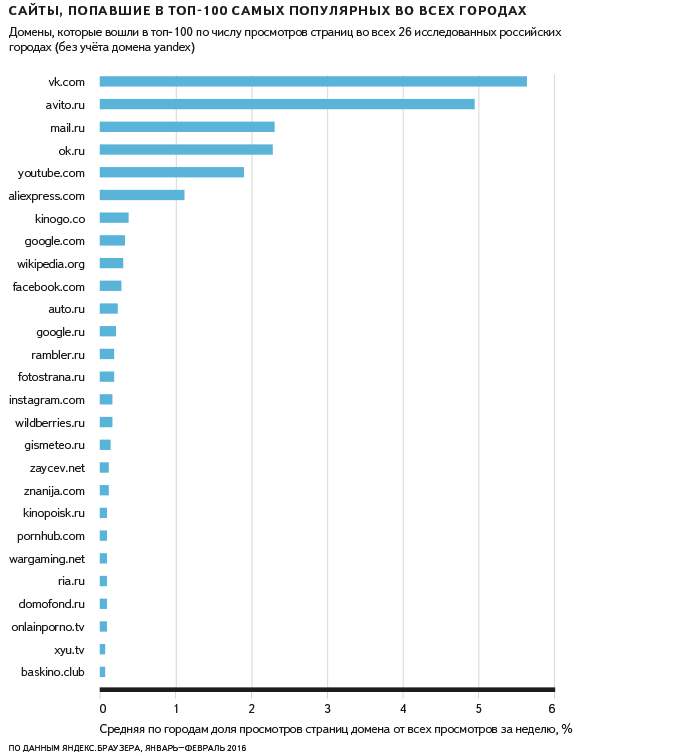 САЙТЫ, ПОПАВШИЕ В ТОП-100 САМЫХ ПОПУЛЯРНЫХ ВО ВСЕХ ГОРОДАХ
Домены, которые вошли в топ-100 по числу просмотров страниц во всех 26 исследованных российских
городах (без учёта домена yandex)
vk.com
avito.ru
mail.ru
ok.ru
youtube.com
aliexpress.com
kinogo.co
google.com
wikipedia.org
facebook.com
auto.ru
google.ru
rambler.ru
fotostrana.ru
instagram.com
wildberries.ru
gismeteo.ru
zaycev.net
znanija.com
kinopoisk.ru
pornhub.com
wargaming.net
ria.ru
domofond.ru
onlainporno.tv
xyu.tv
baskino.club
0 1 2 3 4 5 6
Средняя по городам доля просмотров страниц домена от всех просмотров за неделю, %
ПО ДАННЫМ ЯНДЕКС.БРАУЗЕРА, ЯНВАРЬ–ФЕВРАЛЬ 2016